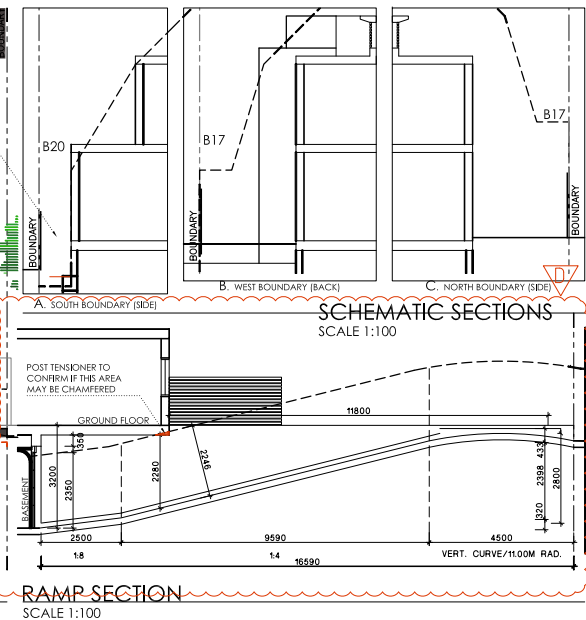 BOUNDARY
B20
BOUNDARY
A. SOUTH BOUNDARY (SIDE)
B17
BOUNDARY
B. WEST BOUNDARY (BACK)
B17
BOUNDARY
C. NORTH BOUNDARY (SIDE)
D
SCHEMATIC SECTIONS
SCALE 1:100
POST TENSIONER TO
CONFIRM IF THIS AREA
MAY BE CHAMFERED
GROUND FLOOR
11800
350
3200
2350
BASEMENT
2280
2246
433
2398
2800
320
2500
9590
4500
1:8
1:4
VERT. CURVE/11.00M RAD.
16590
RAMP SECTION
SCALE 1:100